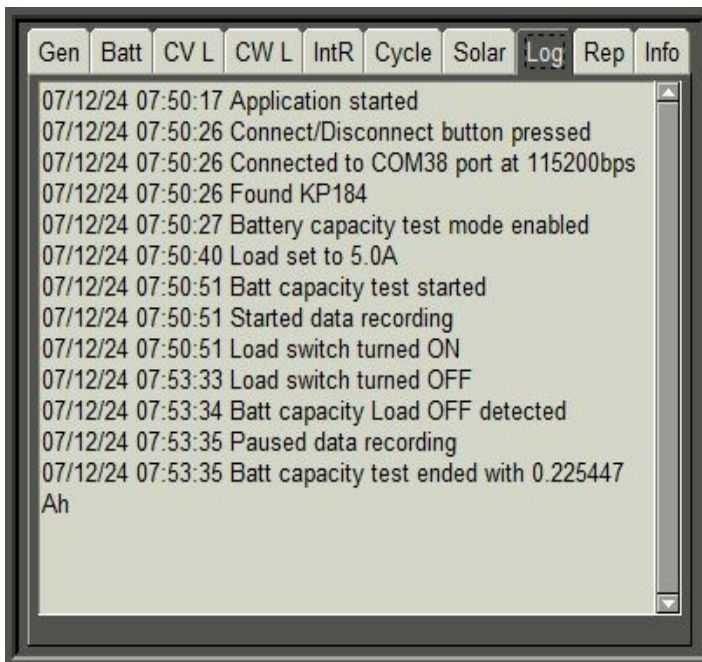 Gen Batt CV L CW L IntR Cycle Solar Log Rep Info
07/12/24 07:50:17 Application started
07/12/24 07:50:26 Connect/Disconnect button pressed
07/12/24 07:50:26 Connected to COM38 port at 115200bps
07/12/24 07:50:26 Found KP184
07/12/24 07:50:27 Battery capacity test mode enabled
07/12/24 07:50:40 Load set to 5.0A
07/12/24 07:50:51 Batt capacity test started
07/12/24 07:50:51 Started data recording
07/12/24 07:50:51 Load switch turned ON
07/12/24 07:53:33 Load switch turned OFF
07/12/24 07:53:34 Batt capacity Load OFF detected
07/12/24 07:53:35 Paused data recording
07/12/24 07:53:35 Batt capacity test ended with 0.225447
Ah